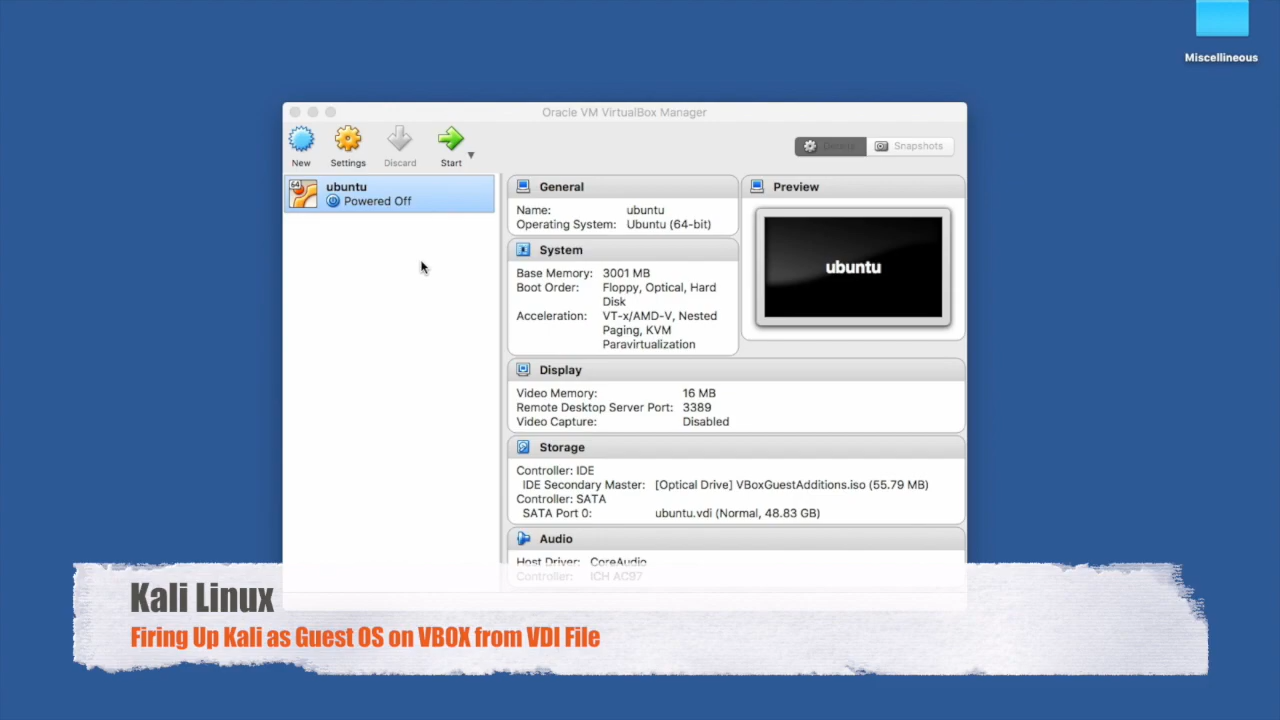 Miscellineous
Oracle VM VirtualBox Manager
New
Settings
Discard
Start
Details
Snapshots
64
ubuntu
Powered Off
General
Name: ubuntu
Operating System: Ubuntu (64-bit)
Preview
ubuntu
System
Base Memory: 3001 MB
Boot Order: Floppy, Optical, Hard
Disk
Acceleration: VT-x/AMD-V, Nested
Paging, KVM
Paravirtualization
Display
Video Memory: 16 MB
Remote Desktop Server Port: 3389
Video Capture: Disabled
Storage
Controller: IDE
IDE Secondary Master: [Optical Drive] VBoxGuestAdditions.iso (55.79 MB)
Controller: SATA
SATA Port 0: ubuntu.vdi (Normal, 48.83 GB)
Audio
Host Driver: CoreAudio
Controller: ICH AC97
Kali Linux
Firing Up Kali as Guest OS on VBOX from VDI File